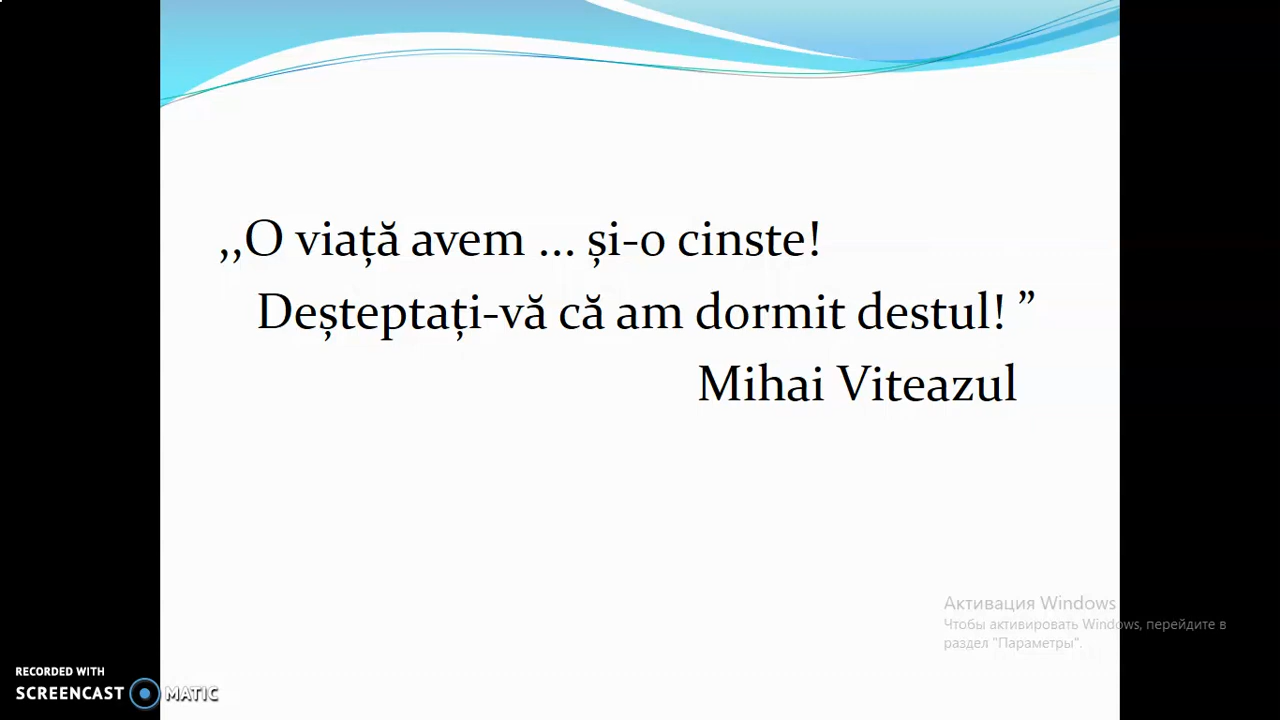 ,,O viață avem ... și-o cinste!
Deșteptați-vă că am dormit destul! ”
Mihai Viteazul
Активация Windows
Чтобы активировать Windows, перейдите в
раздел "Параметры".
RECORDED WITH
SCREENCAST MATIC